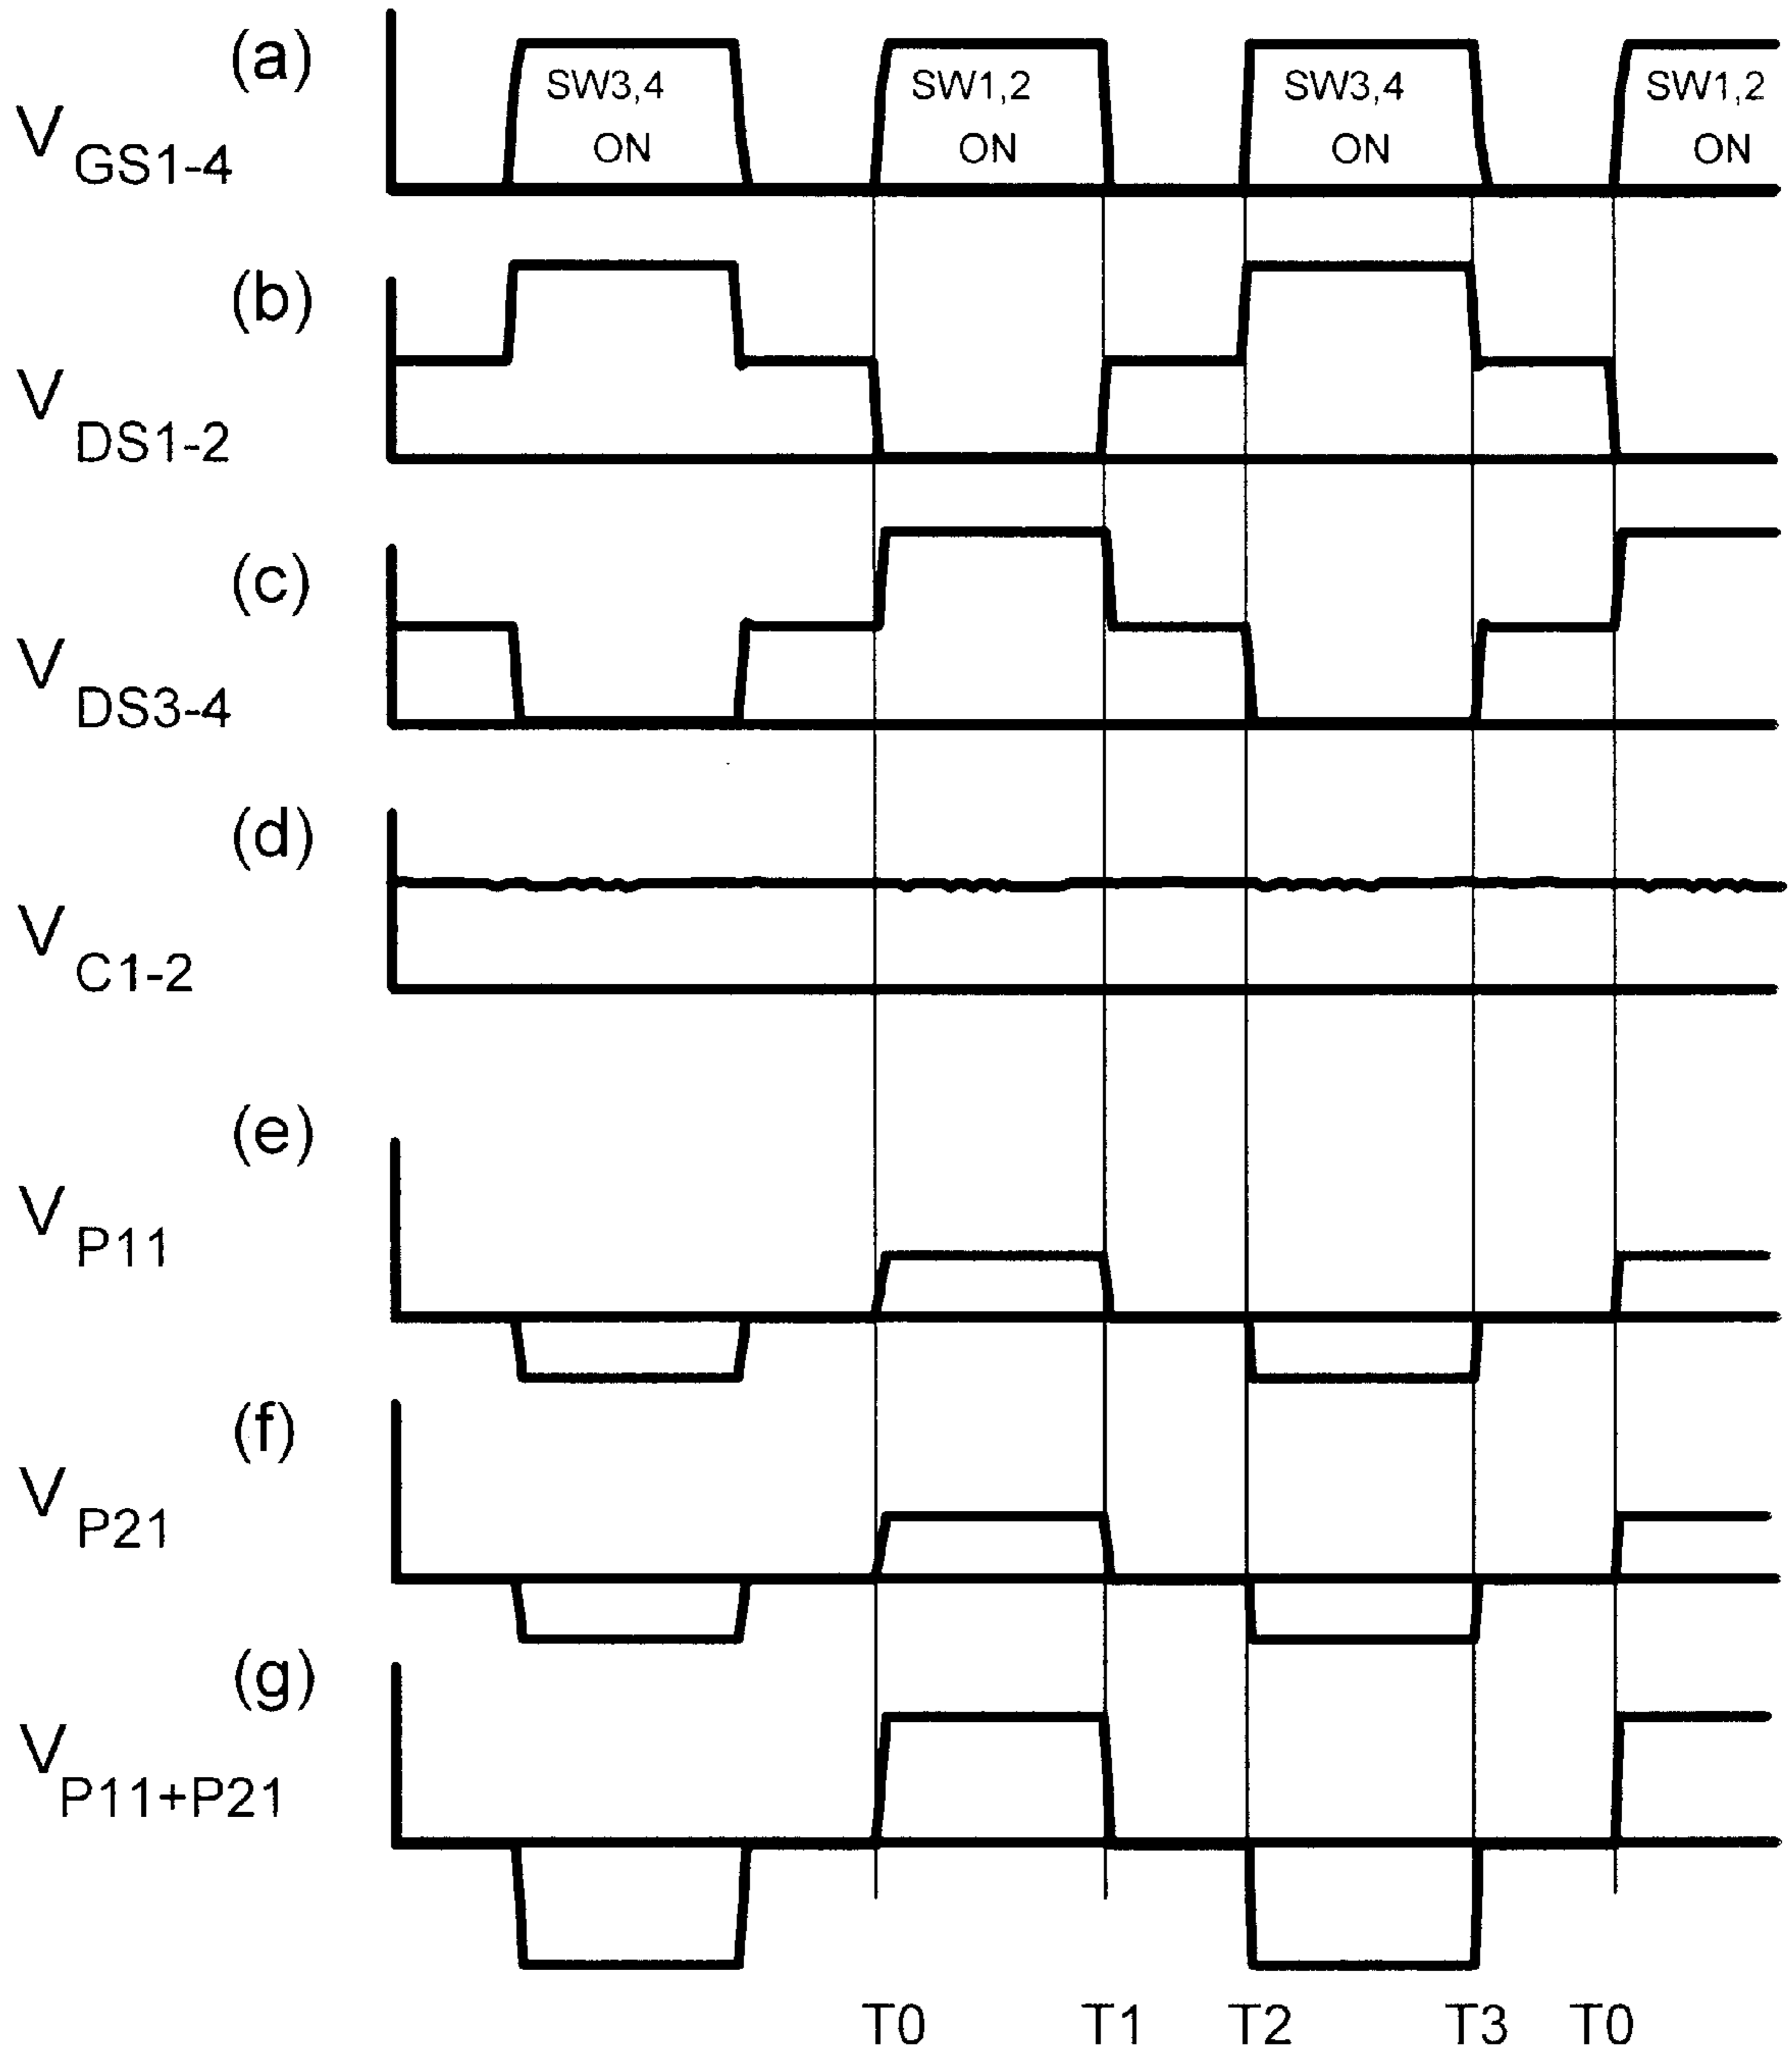 (a)
V GS1-4
SW3,4 ON
SW1,2 ON
SW3,4 ON
SW1,2 ON
(b)
V DS1-2
(c)
V DS3-4
(d)
V C1-2
(e)
V P11
(f)
V P21
(g)
V P11+P21
T0 T1 T2 T3 T0